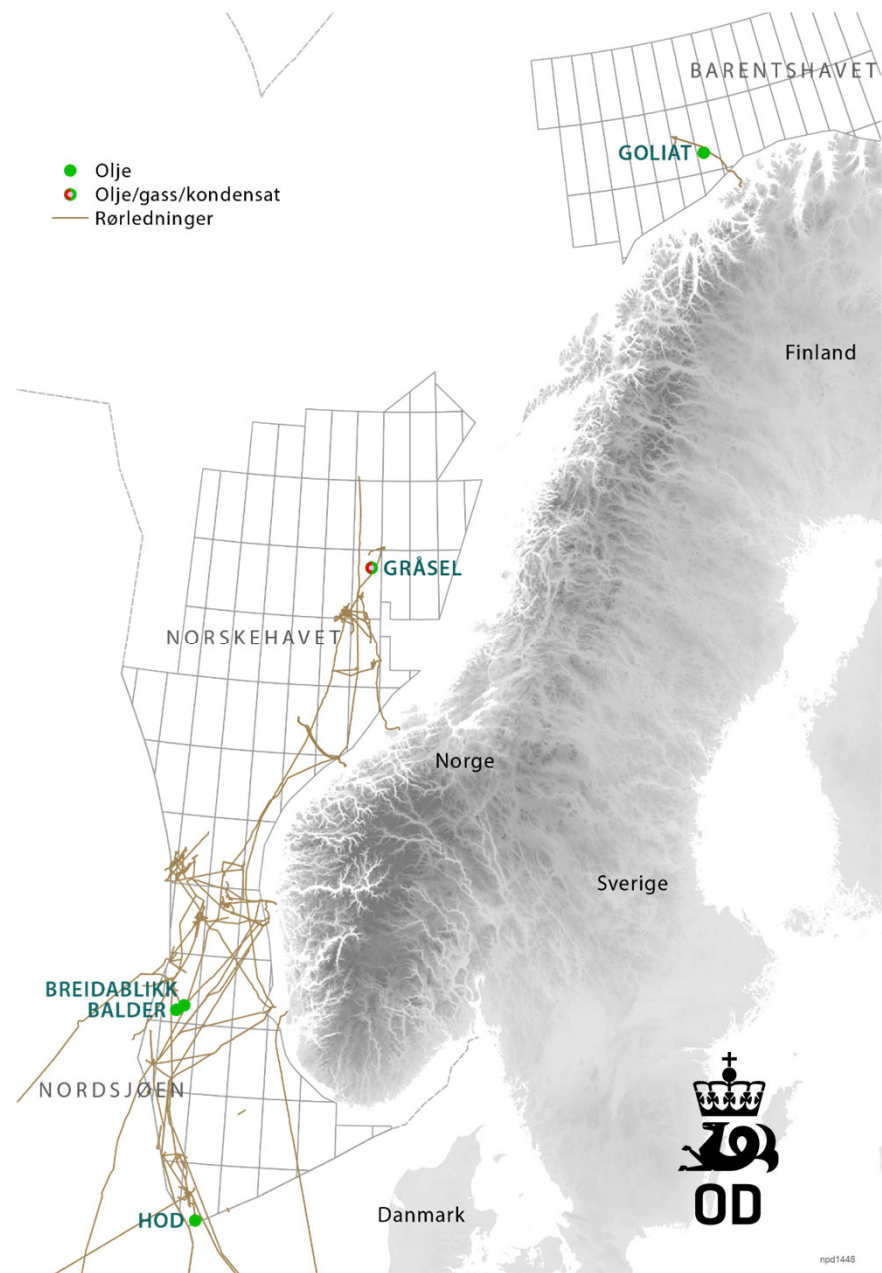 BARENTSHAVET
Olje
Olje/gass/kondensat
Rørledninger
GOLIAT
Finland
GRÅSEL
NORSKEHAVET
Norge
Sverige
BREIDABLIKK
BALDER
NORDSJØEN
OD
HOD
Danmark
npd1448